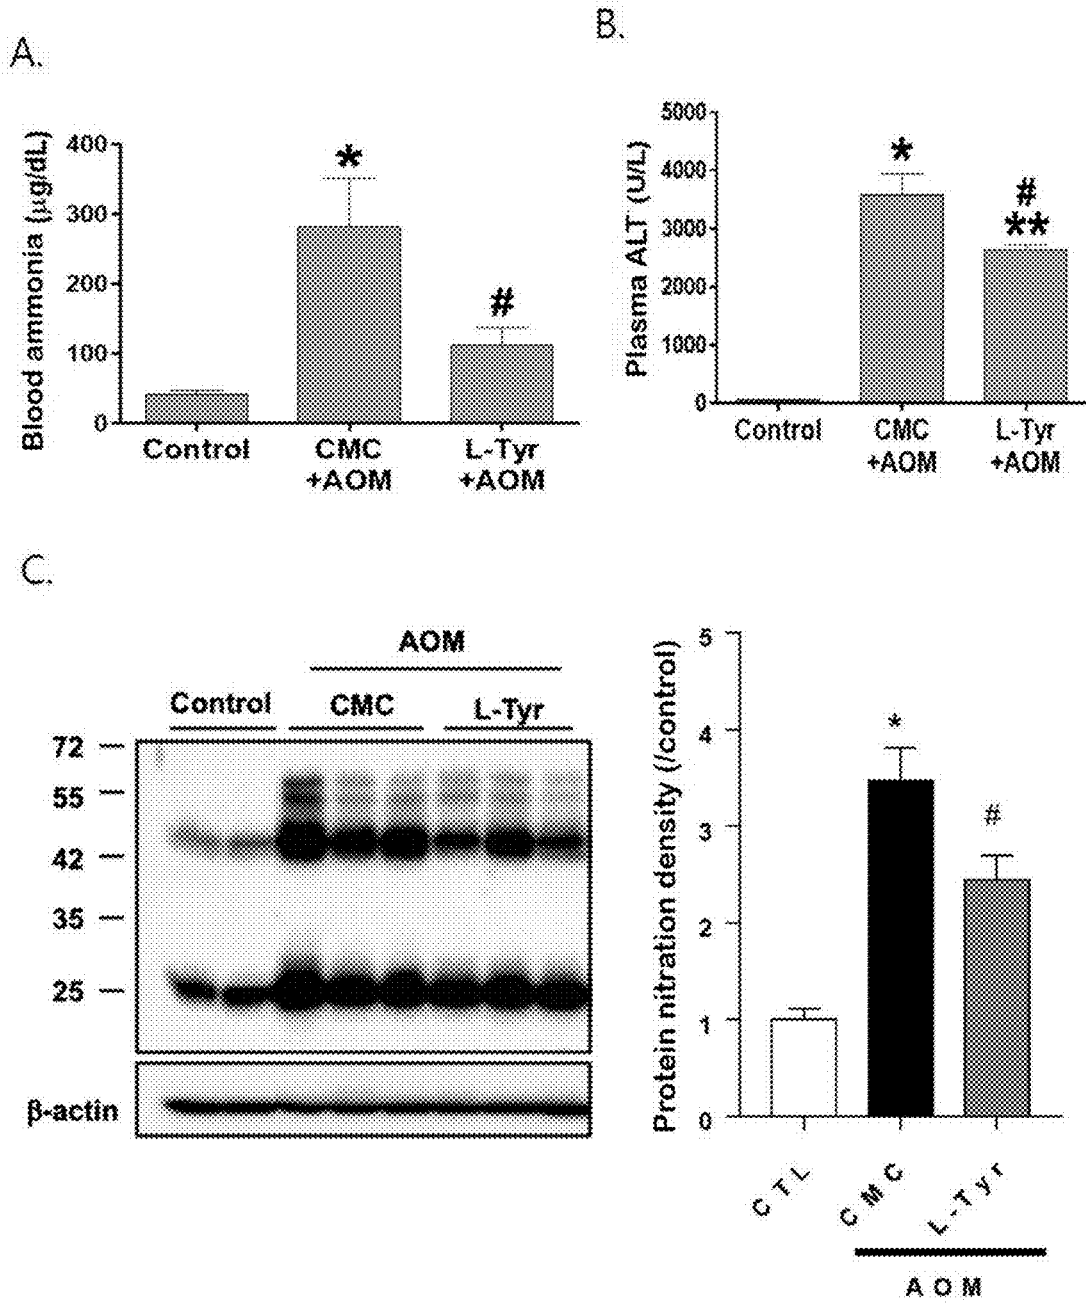 A.
Blood ammonia (μg/dL)
400
300
200
100
0
*
#
Control
CMC
+AOM
L-Tyr
+AOM
B.
Plasma ALT (U/L)
5000
4000
3000
2000
1000
0
*
#
**
Control
CMC
+AOM
L-Tyr
+AOM
C.
AOM
Control
CMC
L-Tyr
72
55
42
35
25
β-actin
Protein nitration density (/control)
5
4
3
2
1
0
*
#
CTL
CMC
L-Tyr
AOM